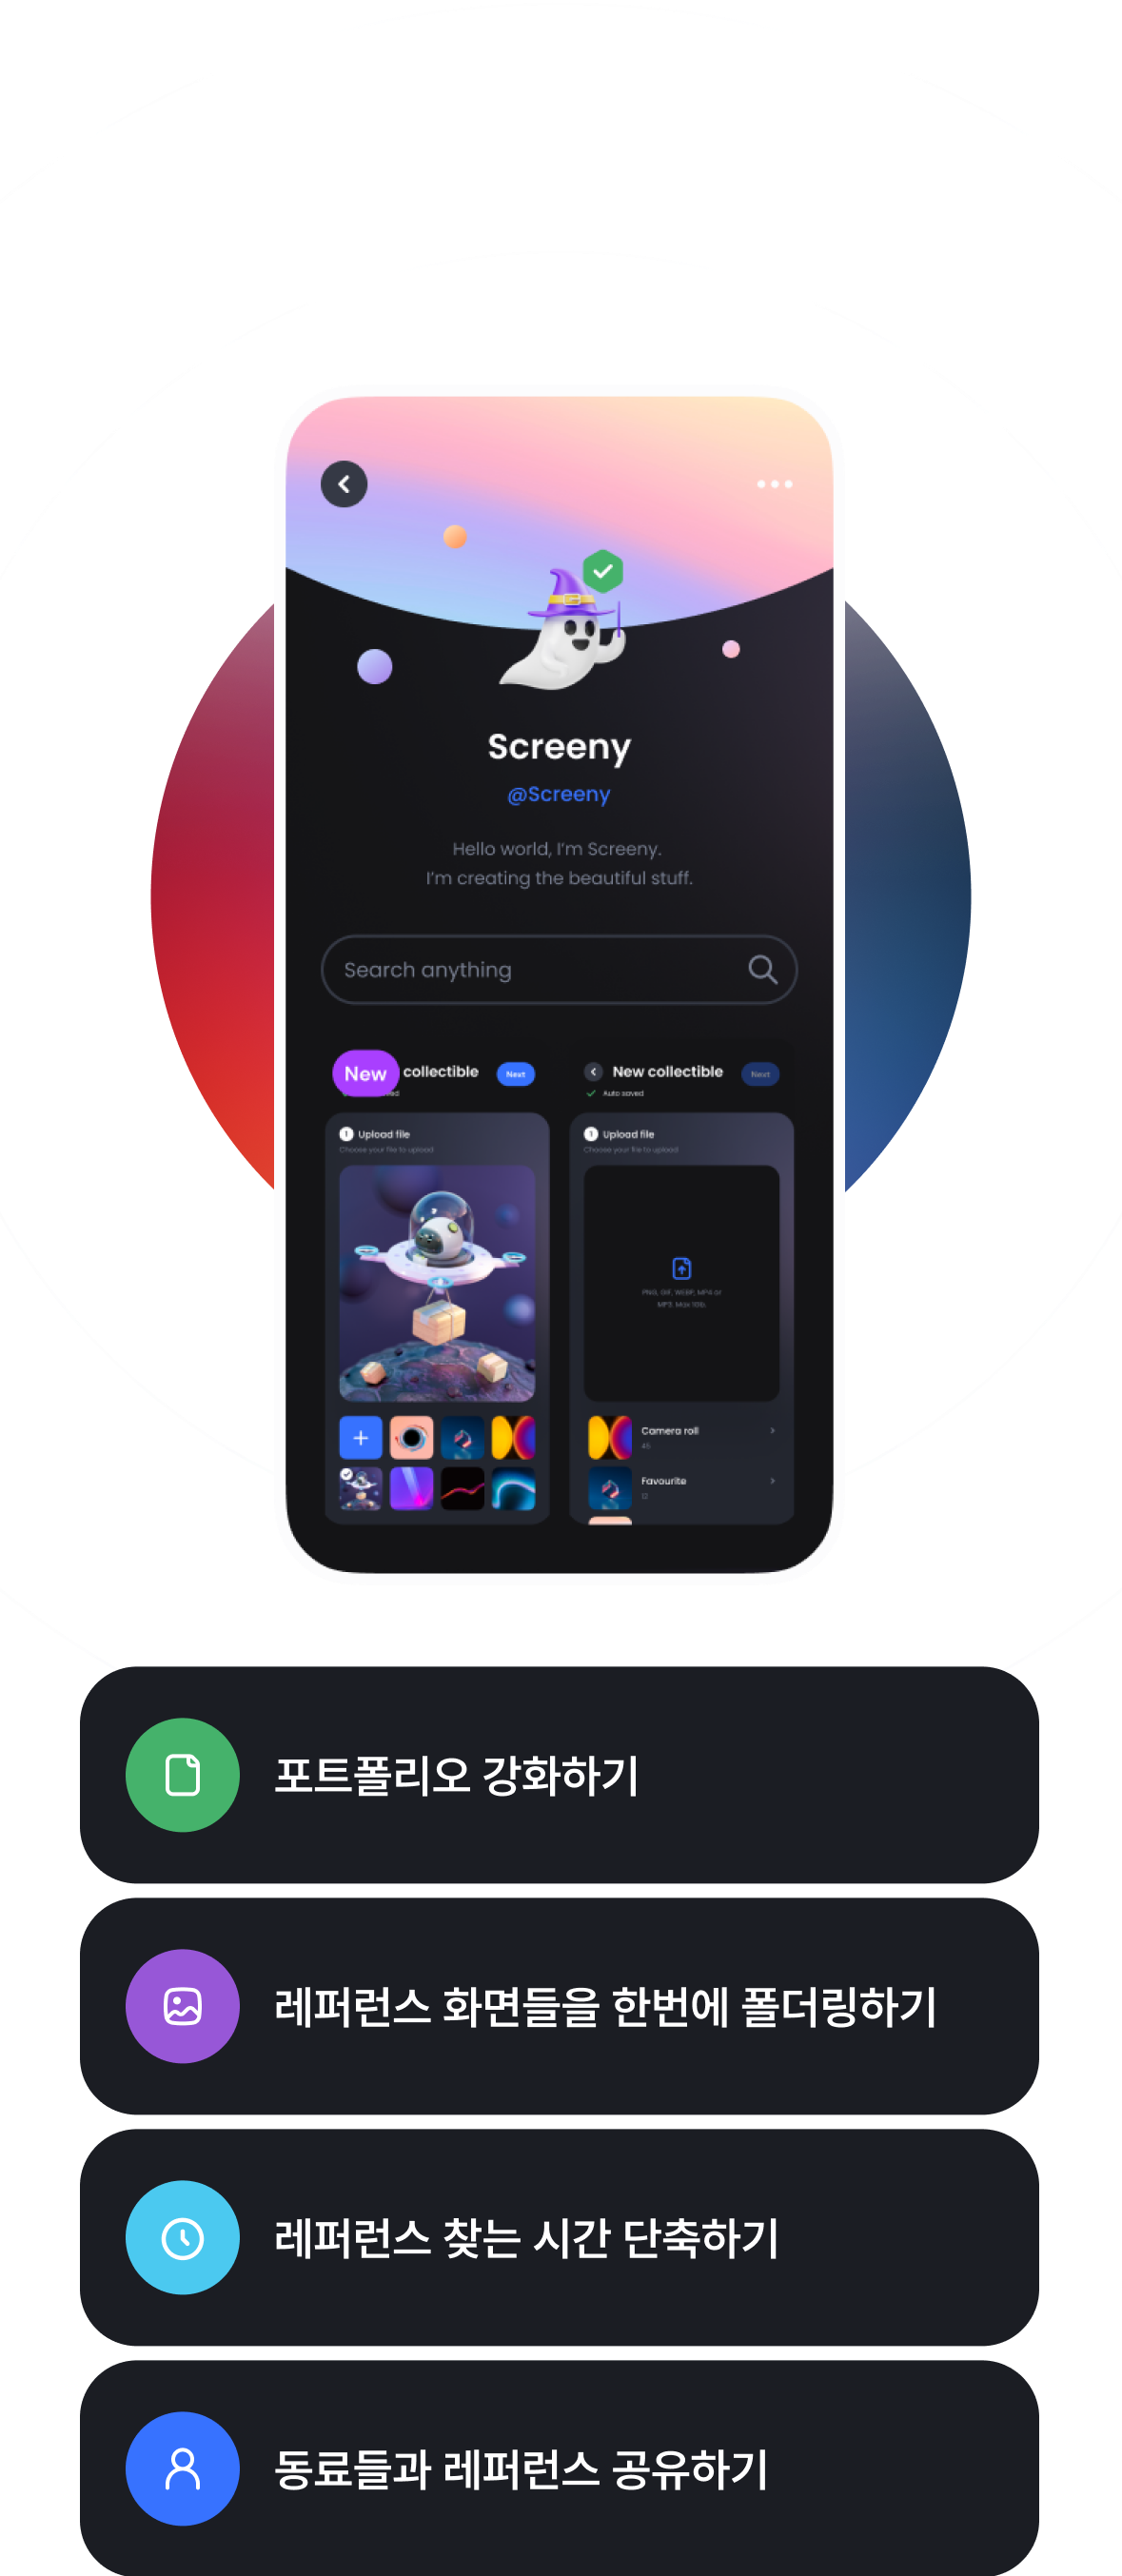 Screeny
@Screeny
Hello world, I'm Screeny.
I'm creating the beautiful stuff.
Search anything
New collectible Next
New collectible Next
Auto saved
1 Upload file
Choose your file to upload
1 Upload file
Choose your file to upload
PNG, GIF, WEBP, MP4 or
MP3. Max 1Gb.
Camera roll
45
Favourite
12
포트폴리오 강화하기
레퍼런스 화면들을 한번에 폴더링하기
레퍼런스 찾는 시간 단축하기
동료들과 레퍼런스 공유하기